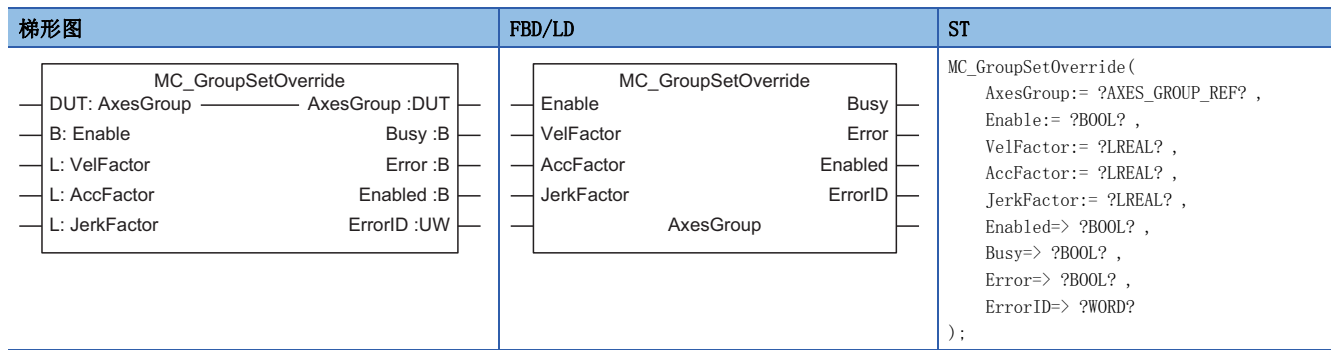 梯形图
FBD/LD
ST
MC_GroupSetOverride
DUT: AxesGroup
AxesGroup :DUT
B: Enable
Busy :B
L: VelFactor
Error :B
L: AccFactor
Enabled :B
L: JerkFactor
ErrorID :UW
MC_GroupSetOverride
Enable
Busy
VelFactor
Error
AccFactor
Enabled
JerkFactor
ErrorID
AxesGroup
MC_GroupSetOverride(
AxesGroup:= ?AXES_GROUP_REF? ,
Enable:= ?BOOL? ,
VelFactor:= ?LREAL? ,
AccFactor:= ?LREAL? ,
JerkFactor:= ?LREAL? ,
Enabled=> ?BOOL? ,
Busy=> ?BOOL? ,
Error=> ?BOOL? ,
ErrorID=> ?WORD?
);